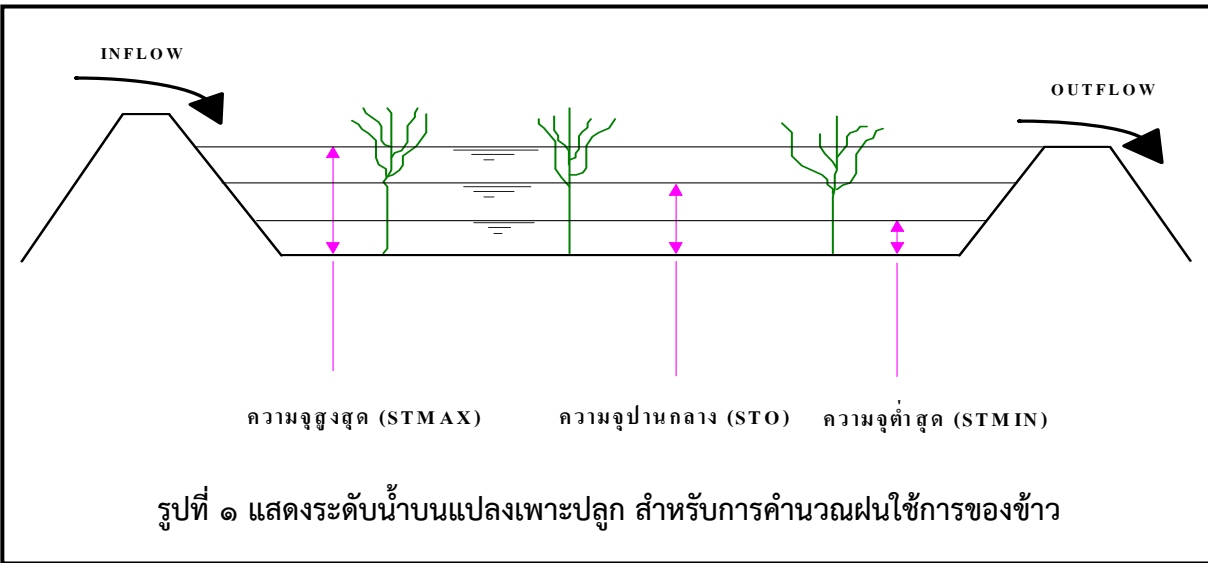 INFLOW
OUTFLOW
ความจุสูงสุด (STMAX)
ความจุปานกลาง (STO)
ความจุต่ำสุด (STMIN)
รูปที่ ๑ แสดงระดับน้ำบนแปลงเพาะปลูก สำหรับการคำนวณฝนใช้การของข้าว